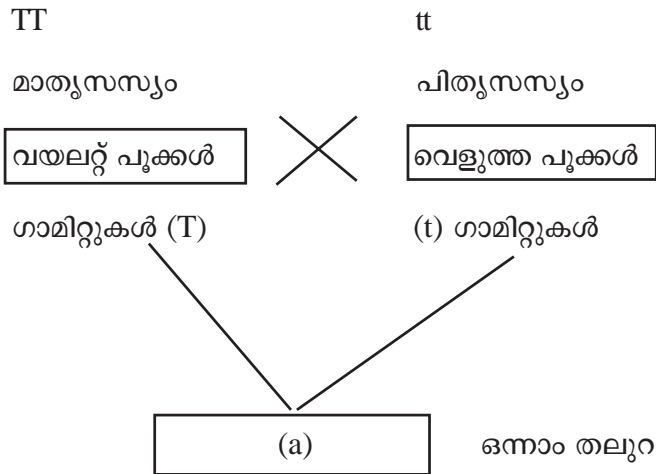 TT tt
മാതൃസസ്യം പിതൃസസ്യം
വയലറ്റ് പൂക്കൾ വെളുത്ത പൂക്കൾ
ഗാമിറ്റുകൾ (T) (t) ഗാമിറ്റുകൾ
(a) ഒന്നാം തലുറ